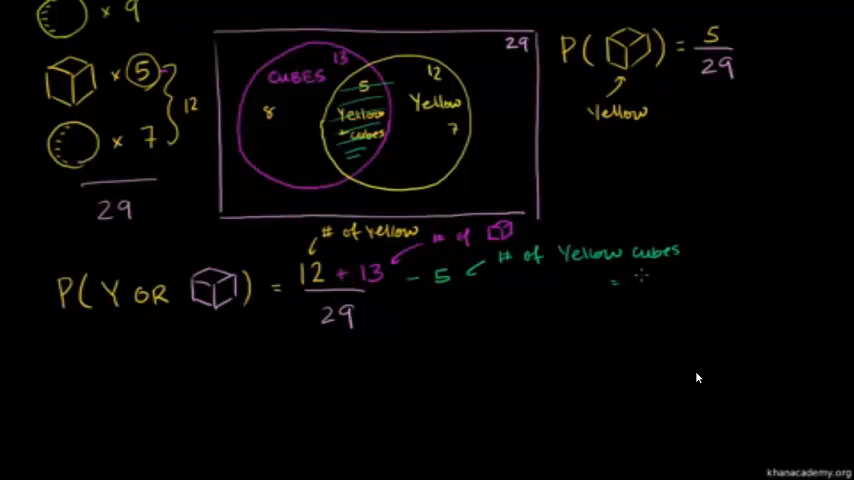 × 9
29
P( ) = 5/29
CUBES 13
12
× 5
5
12
8
Yellow + cubes
Yellow
7
Yellow
× 7
29
# of Yellow
# of
# of Yellow cubes
P( Y OR ) = 12 + 13 - 5
=
29
khanacademy.org